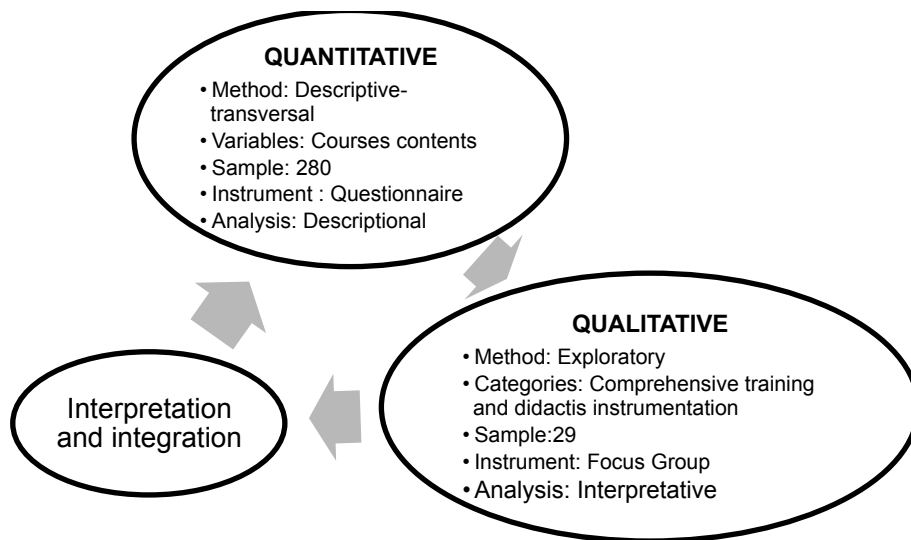 QUANTITATIVE
• Method: Descriptive-
transversal
• Variables: Courses contents
• Sample: 280
• Instrument : Questionnaire
• Analysis: Descriptional
QUALITATIVE
• Method: Exploratory
• Categories: Comprehensive training
and didactis instrumentation
• Sample:29
• Instrument: Focus Group
• Analysis: Interpretative
Interpretation
and integration